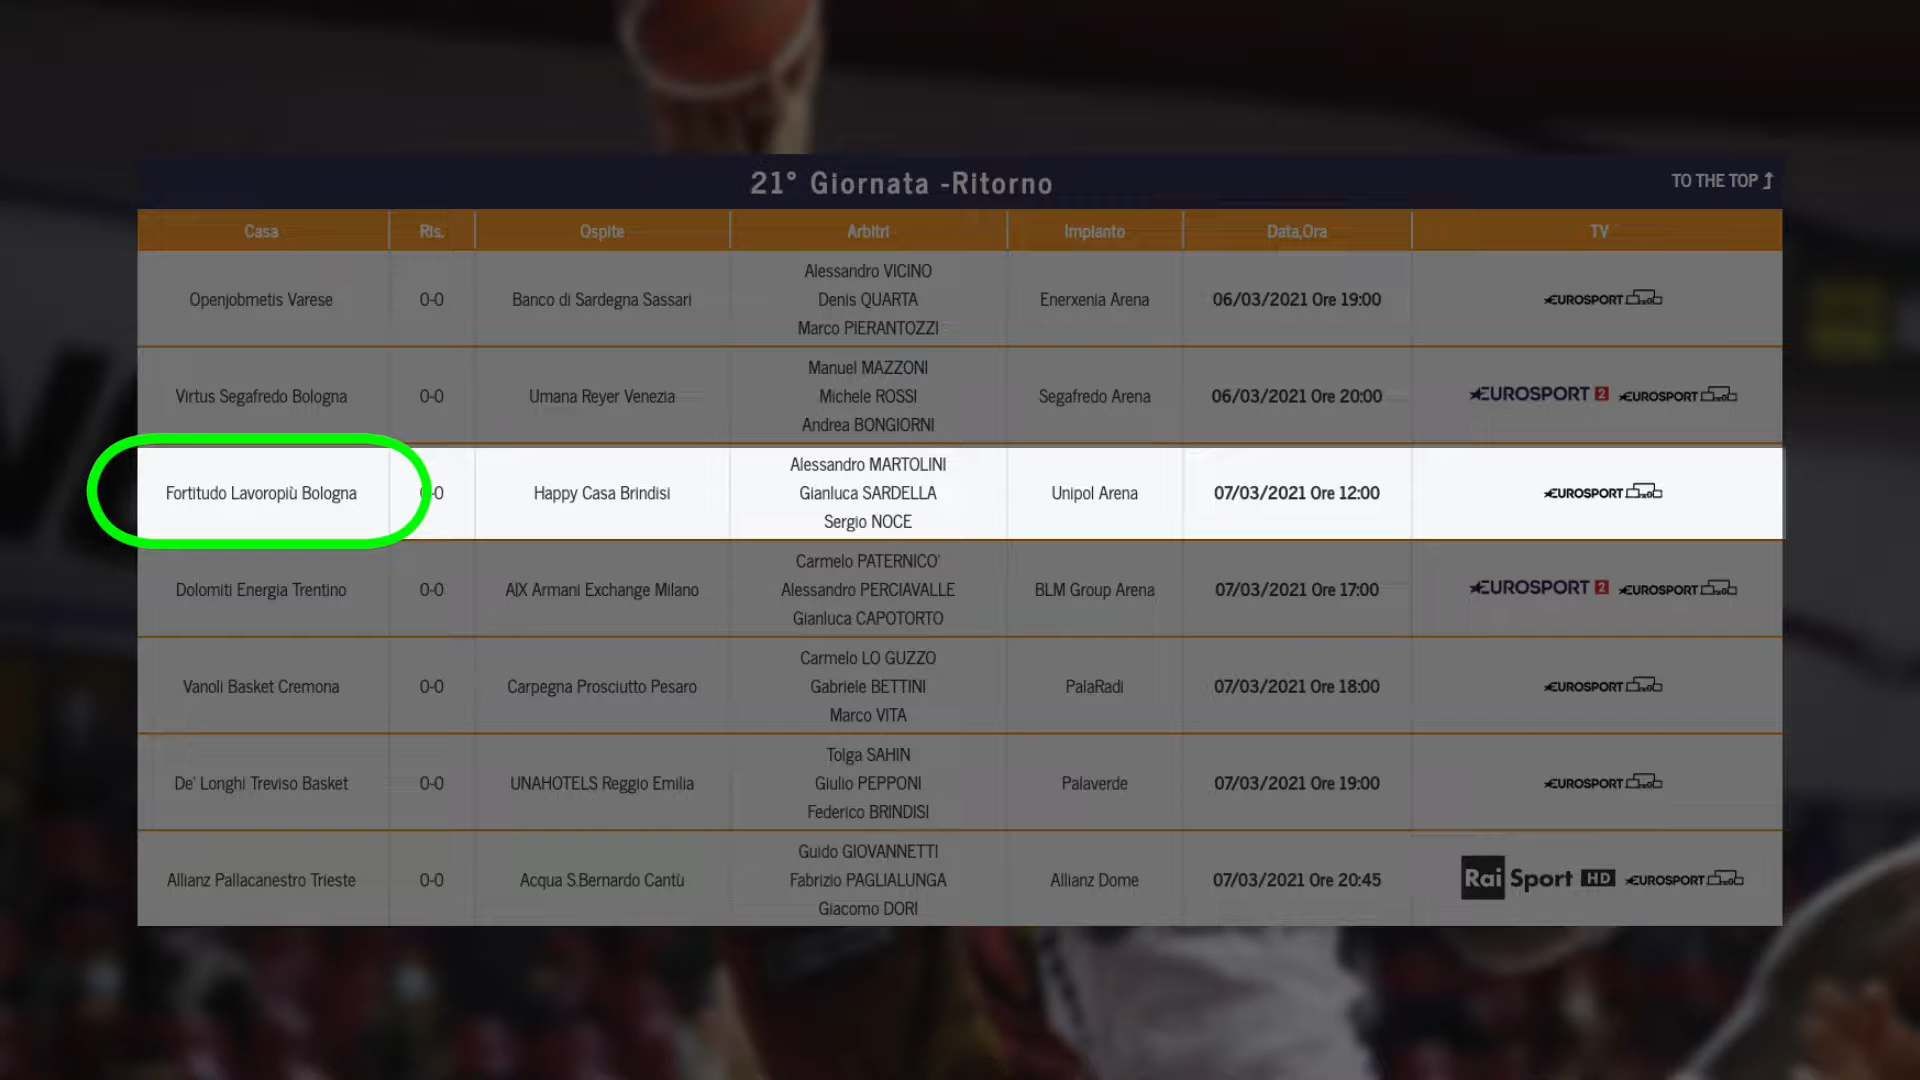 21° Giornata -Ritorno
TO THE TOP
Casa Ris. Ospite Arbitri Impianto Data,Ora TV
Alessandro VICINO
Openjobmetis Varese 0-0 Banco di Sardegna Sassari Denis QUARTA Enerxenia Arena 06/03/2021 Ore 19:00 EUROSPORT
Marco PIERANTOZZI
Manuel MAZZONI
Virtus Segafredo Bologna 0-0 Umana Reyer Venezia Michele ROSSI Segafredo Arena 06/03/2021 Ore 20:00 EUROSPORT 2 EUROSPORT
Andrea BONGIORNI
Alessandro MARTOLINI
Fortitudo Lavoropiù Bologna 0-0 Happy Casa Brindisi Gianluca SARDELLA Unipol Arena 07/03/2021 Ore 12:00 EUROSPORT
Sergio NOCE
Carmelo PATERNICO'
Dolomiti Energia Trentino 0-0 A|X Armani Exchange Milano Alessandro PERCIAVALLE BLM Group Arena 07/03/2021 Ore 17:00 EUROSPORT 2 EUROSPORT
Gianluca CAPOTORTO
Carmelo LO GUZZO
Vanoli Basket Cremona 0-0 Carpegna Prosciutto Pesaro Gabriele BETTINI PalaRadi 07/03/2021 Ore 18:00 EUROSPORT
Marco VITA
Tolga SAHIN
De' Longhi Treviso Basket 0-0 UNAHOTELS Reggio Emilia Giulio PEPPONI Palaverde 07/03/2021 Ore 19:00 EUROSPORT
Federico BRINDISI
Guido GIOVANNETTI
Allianz Pallacanestro Trieste 0-0 Acqua S.Bernardo Cantù Fabrizio PAGLIALUNGA Allianz Dome 07/03/2021 Ore 20:45 Rai Sport HD EUROSPORT
Giacomo DORI